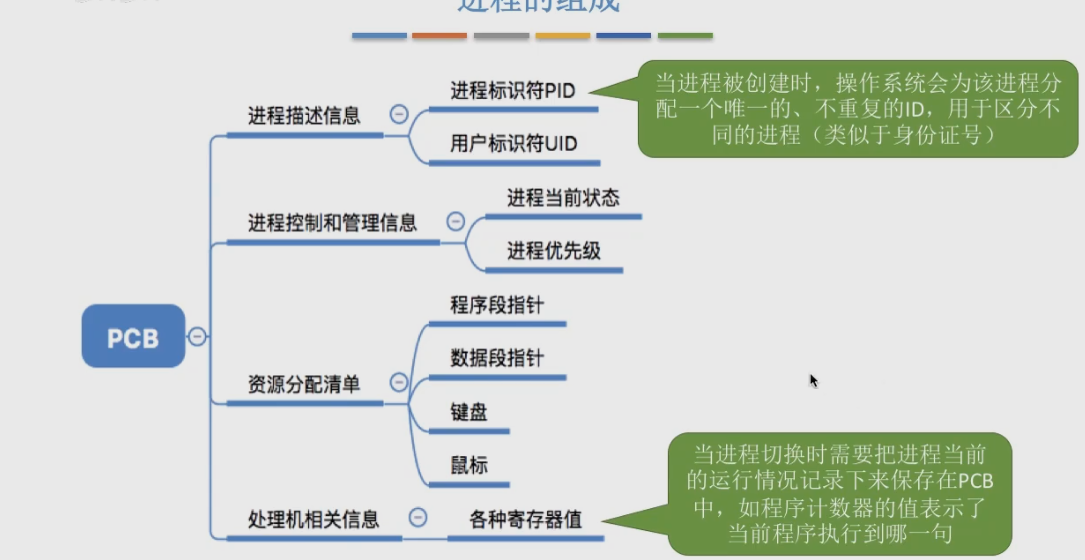 进程的组成
进程标识符PID
当进程被创建时，操作系统会为该进程分
配一个唯一的、不重复的ID，用于区分不
同的进程（类似于身份证号）
进程描述信息
用户标识符UID
进程当前状态
进程控制和管理信息
进程优先级
程序段指针
PCB
数据段指针
资源分配清单
键盘
鼠标
当进程切换时需要把进程当前
的运行情况记录下来保存在PCB
中，如程序计数器的值表示了
当前程序执行到哪一句
处理机相关信息
各种寄存器值